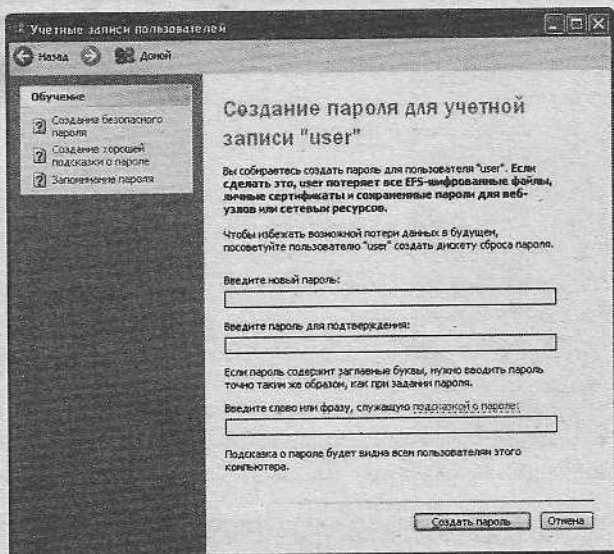 Учетные записи пользователей
Назад
Домой
Обучение
Создание безопасного
пароля
Создание хорошей
подсказки о пароле
Запоминание пароля
Создание пароля для учетной
записи "user"
Вы собираетесь создать пароль для пользователя "user". Если
сделать это, user потеряет все EFS-шифрованные файлы,
личные сертификаты и сохраненные пароли для веб-
узлов или сетевых ресурсов.
Чтобы избежать возможной потери данных в будущем,
посоветуйте пользователю "user" создать дискету сброса пароля.
Введите новый пароль:
Введите пароль для подтверждения:
Если пароль содержит заглавные буквы, нужно вводить пароль
точно таким же образом, как при задании пароля.
Введите слово или фразу, служащую подсказкой о пароле:
Подсказка о пароле будет видна всем пользователям этого
компьютера.
Создать пароль
Отмена